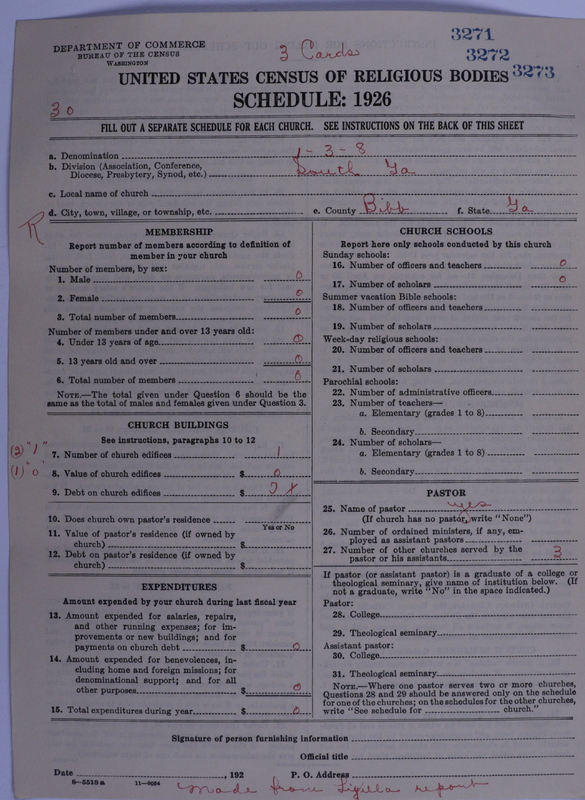 DEPARTMENT OF COMMERCE
BUREAU OF THE CENSUS
WASHINGTON
3 Cards
3271
3272
3273
UNITED STATES CENSUS OF RELIGIOUS BODIES
SCHEDULE: 1926
30
FILL OUT A SEPARATE SCHEDULE FOR EACH CHURCH. SEE INSTRUCTIONS ON THE BACK OF THIS SHEET
a. Denomination 1-3-8
b. Division (Association, Conference,
Diocese, Presbytery, Synod, etc.) South Ga
c. Local name of church
d. City, town, village, or township, etc. e. County Bibb f. State Ga
R
MEMBERSHIP
Report number of members according to definition of
member in your church
Number of members, by sex:
1. Male 0
2. Female 0
3. Total number of members 0
Number of members under and over 13 years old:
4. Under 13 years of age 0
5. 13 years old and over 0
6. Total number of members 0
NOTE.—The total given under Question 6 should be the
same as the total of males and females given under Question 3.
CHURCH BUILDINGS
See instructions, paragraphs 10 to 12
(2) "1"
7. Number of church edifices 1
(1) "0"
8. Value of church edifices $ 0
9. Debt on church edifices $ 0 x
10. Does church own pastor's residence
Yes or No
11. Value of pastor's residence (if owned by
church) $
12. Debt on pastor's residence (if owned by
church) $
EXPENDITURES
Amount expended by your church during last fiscal year
13. Amount expended for salaries, repairs,
and other running expenses; for im-
provements or new buildings; and for
payments on church debt $ 0
14. Amount expended for benevolences, in-
cluding home and foreign missions; for
denominational support; and for all
other purposes $ 0
15. Total expenditures during year $ 0
CHURCH SCHOOLS
Report here only schools conducted by this church
Sunday schools:
16. Number of officers and teachers 0
17. Number of scholars 0
Summer vacation Bible schools:
18. Number of officers and teachers
19. Number of scholars
Week-day religious schools:
20. Number of officers and teachers
21. Number of scholars
Parochial schools:
22. Number of administrative officers
23. Number of teachers—
a. Elementary (grades 1 to 8)
b. Secondary
24. Number of scholars—
a. Elementary (grades 1 to 8)
b. Secondary
PASTOR
25. Name of pastor yes
(If church has no pastor, write "None")
26. Number of ordained ministers, if any, em-
ployed as assistant pastors
27. Number of other churches served by the
pastor or his assistants 3
If pastor (or assistant pastor) is a graduate of a college or
theological seminary, give name of institution below. (If
not a graduate, write "No" in the space indicated.)
Pastor:
28. College
29. Theological seminary
Assistant pastor:
30. College
31. Theological seminary
NOTE.—Where one pastor serves two or more churches,
Questions 28 and 29 should be answered only on the schedule
for one of the churches; on the schedules for the other churches,
write "See schedule for church."
Signature of person furnishing information
Official title
Date , 192 P. O. Address
8-5518a 11-9034
Made from report